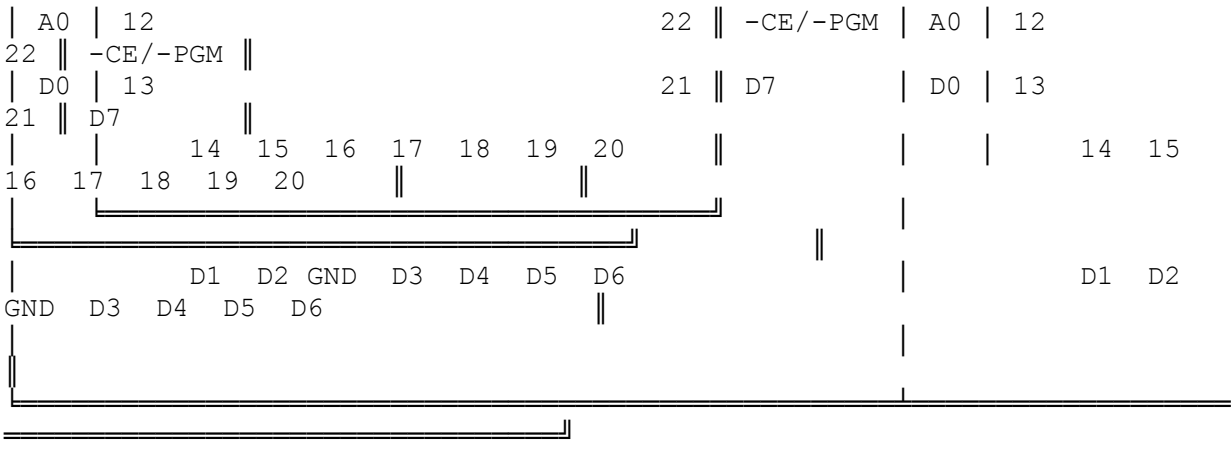 │ A0 │ 12 22 ║ -CE/-PGM │ A0 │ 12
22 ║ -CE/-PGM ║
│ D0 │ 13 21 ║ D7 │ D0 │ 13
21 ║ D7 ║
│ │ 14 15 16 17 18 19 20 ║ │ │ 14 15
16 17 18 19 20 ║ ║
│ D1 D2 GND D3 D4 D5 D6 │ D1 D2
GND D3 D4 D5 D6 ║